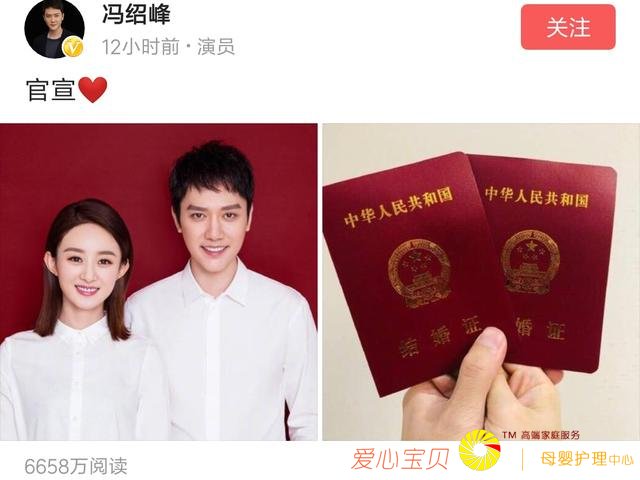 冯绍峰
12小时前·演员
关注
官宣❤️
中华人民共和国
结婚证
中华人民共和国
婚证
6658万阅读
爱心宝贝
TM 高端家庭服务
母婴护理中心